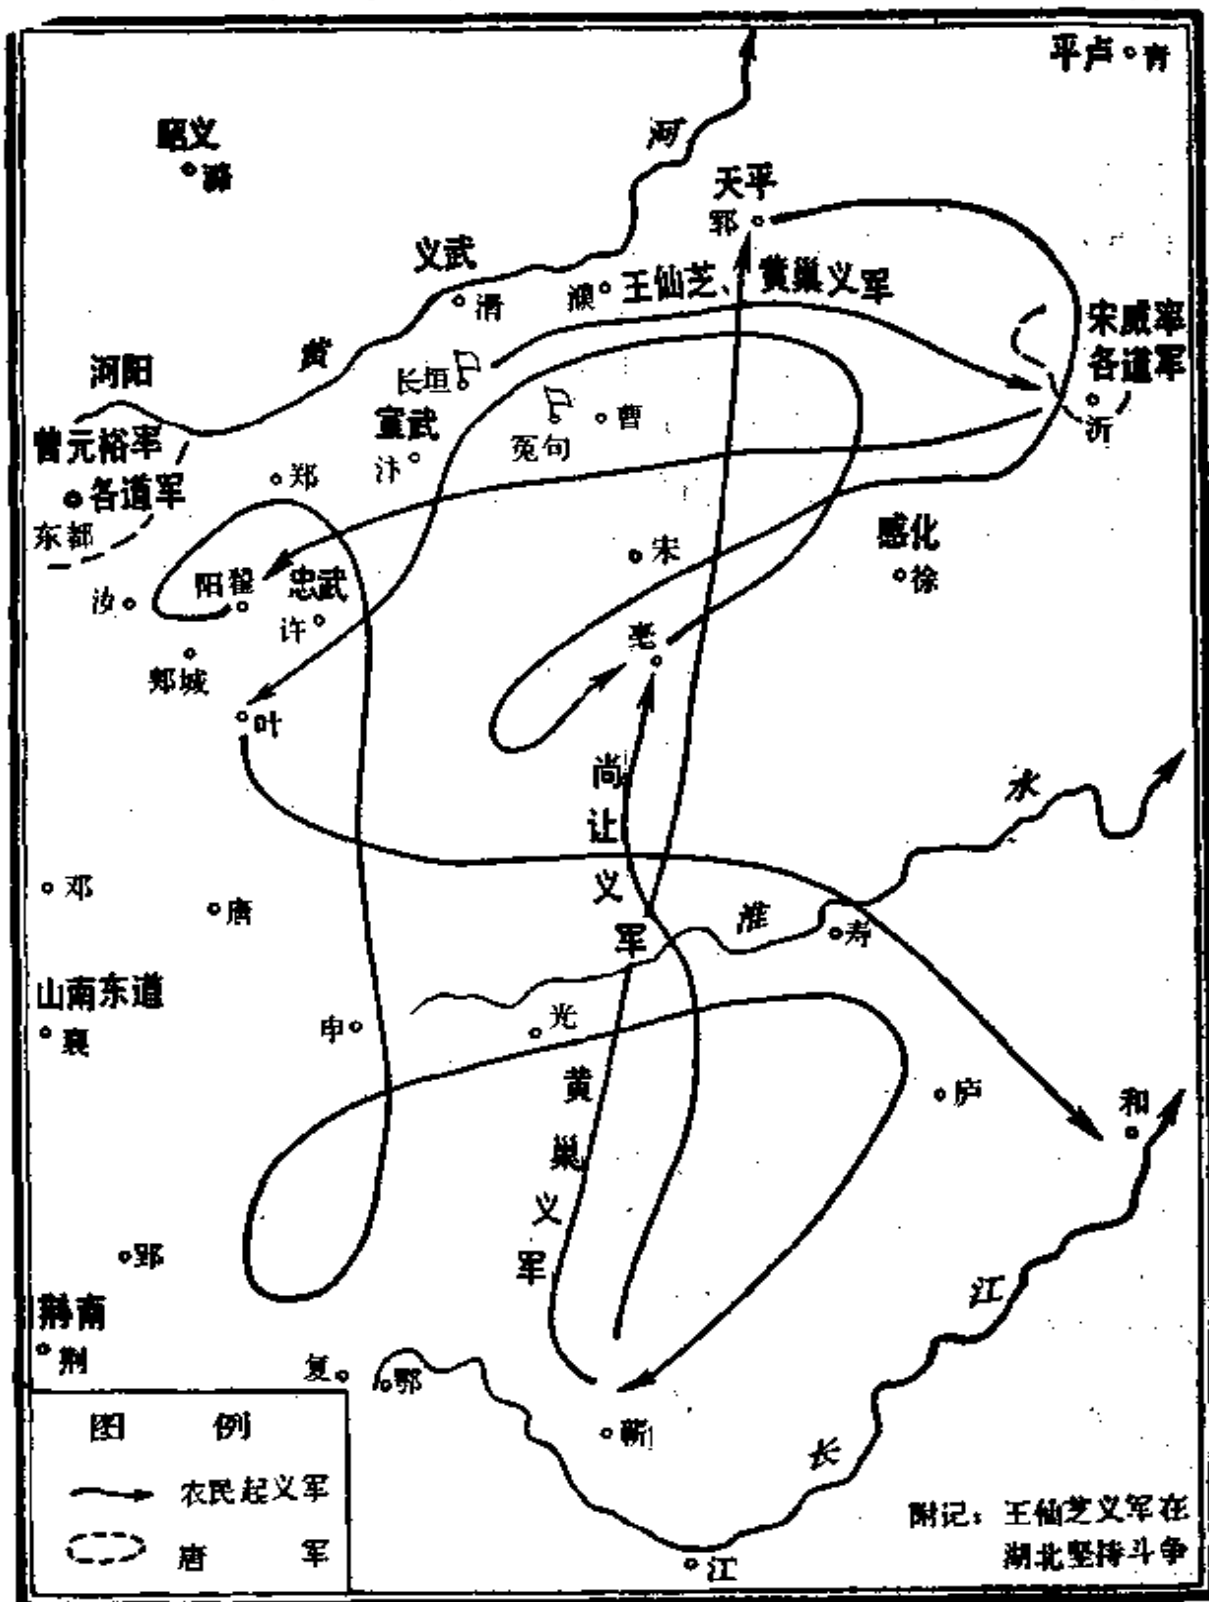 平卢
青
昭义
潞
河
天平
郓
义武
滑
濮
王仙芝、黄巢义军
宋威率
各道军
沂
黄
河阳
长垣
宣武
汴
冤句
曹
曾元裕率
各道军
东都
郑
宋
感化
徐
汝
阳翟
忠武
许
亳
郏城
叶
尚让义军
水
邓
唐
淮
寿
山南东道
襄
申
光
黄巢义军
庐
和
郢
荆南
荆
复
鄂
江
蕲
长
江
图 例
农民起义军
唐 军
附记：王仙芝义军在
湖北坚持斗争